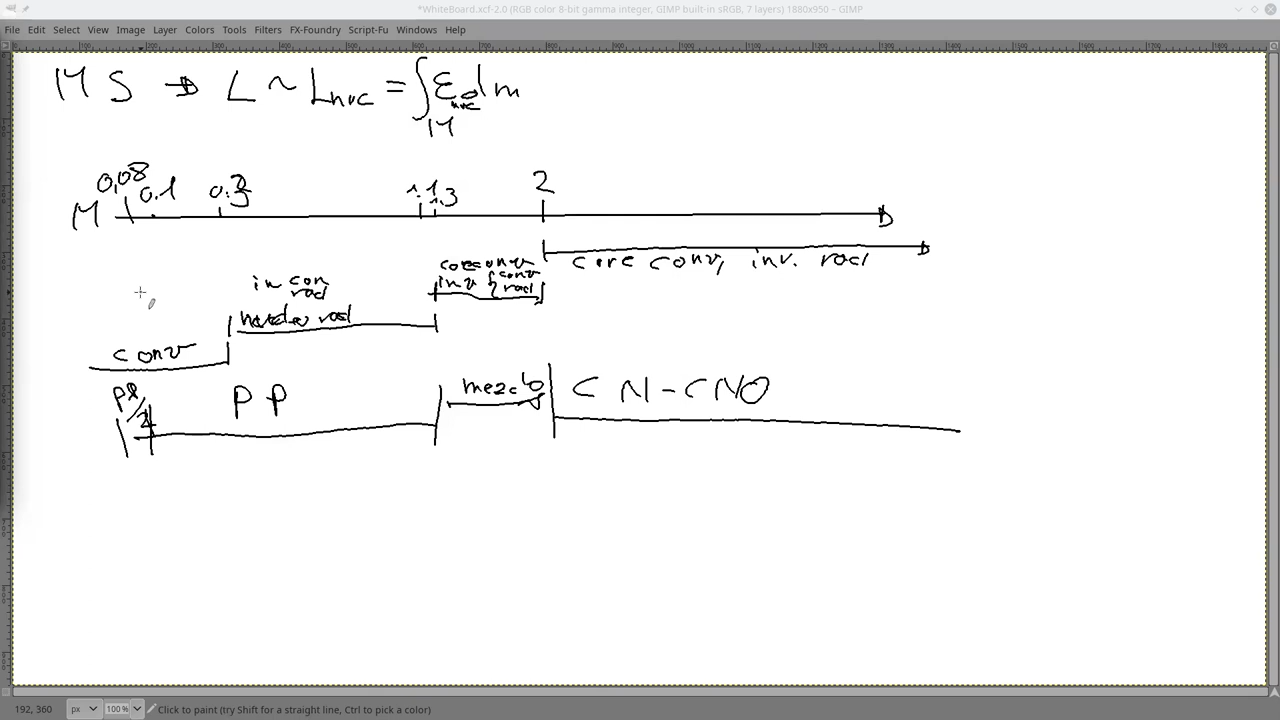 *WhiteBoard.xcf-2.0 (RGB color 8-bit gamma integer, GIMP built-in sRGB, 7 layers) 1880x950 – GIMP
File Edit Select View Image Layer Colors Tools Filters FX-Foundry Script-Fu Windows Help
MS → L ~ Lnuc = ∫M εnuc dm
M 0,08 0.1 0.3 1.1 1.3 2
core conv, inv. rad
core conv
inv { conv rad
in con
rad
rad
conv
PP
mezcla
CN-CNO
192, 360 px 100% Click to paint (try Shift for a straight line, Ctrl to pick a color)